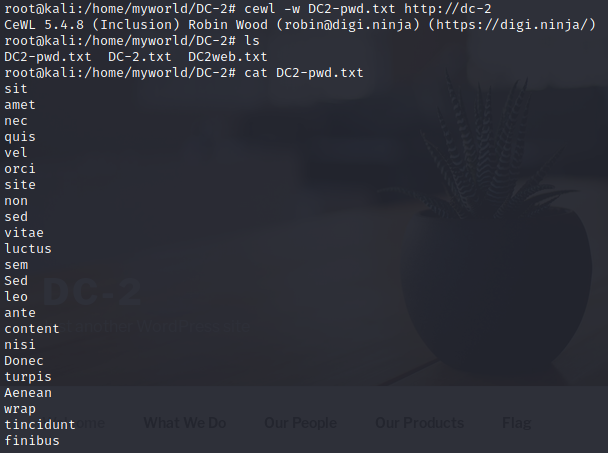 root@kali:/home/myworld/DC-2# cewl -w DC2-pwd.txt http://dc-2
CeWL 5.4.8 (Inclusion) Robin Wood (robin@digi.ninja) (https://digi.ninja/)
root@kali:/home/myworld/DC-2# ls
DC2-pwd.txt  DC-2.txt  DC2web.txt
root@kali:/home/myworld/DC-2# cat DC2-pwd.txt
sit
amet
nec
quis
vel
orci
site
non
sed
vitae
luctus
sem
Sed
leo
DC-2
ante
content
nisi
Donec
turpis
Aenean
wrap
What We Do Our People Our Products Flag
tincidunt
finibus